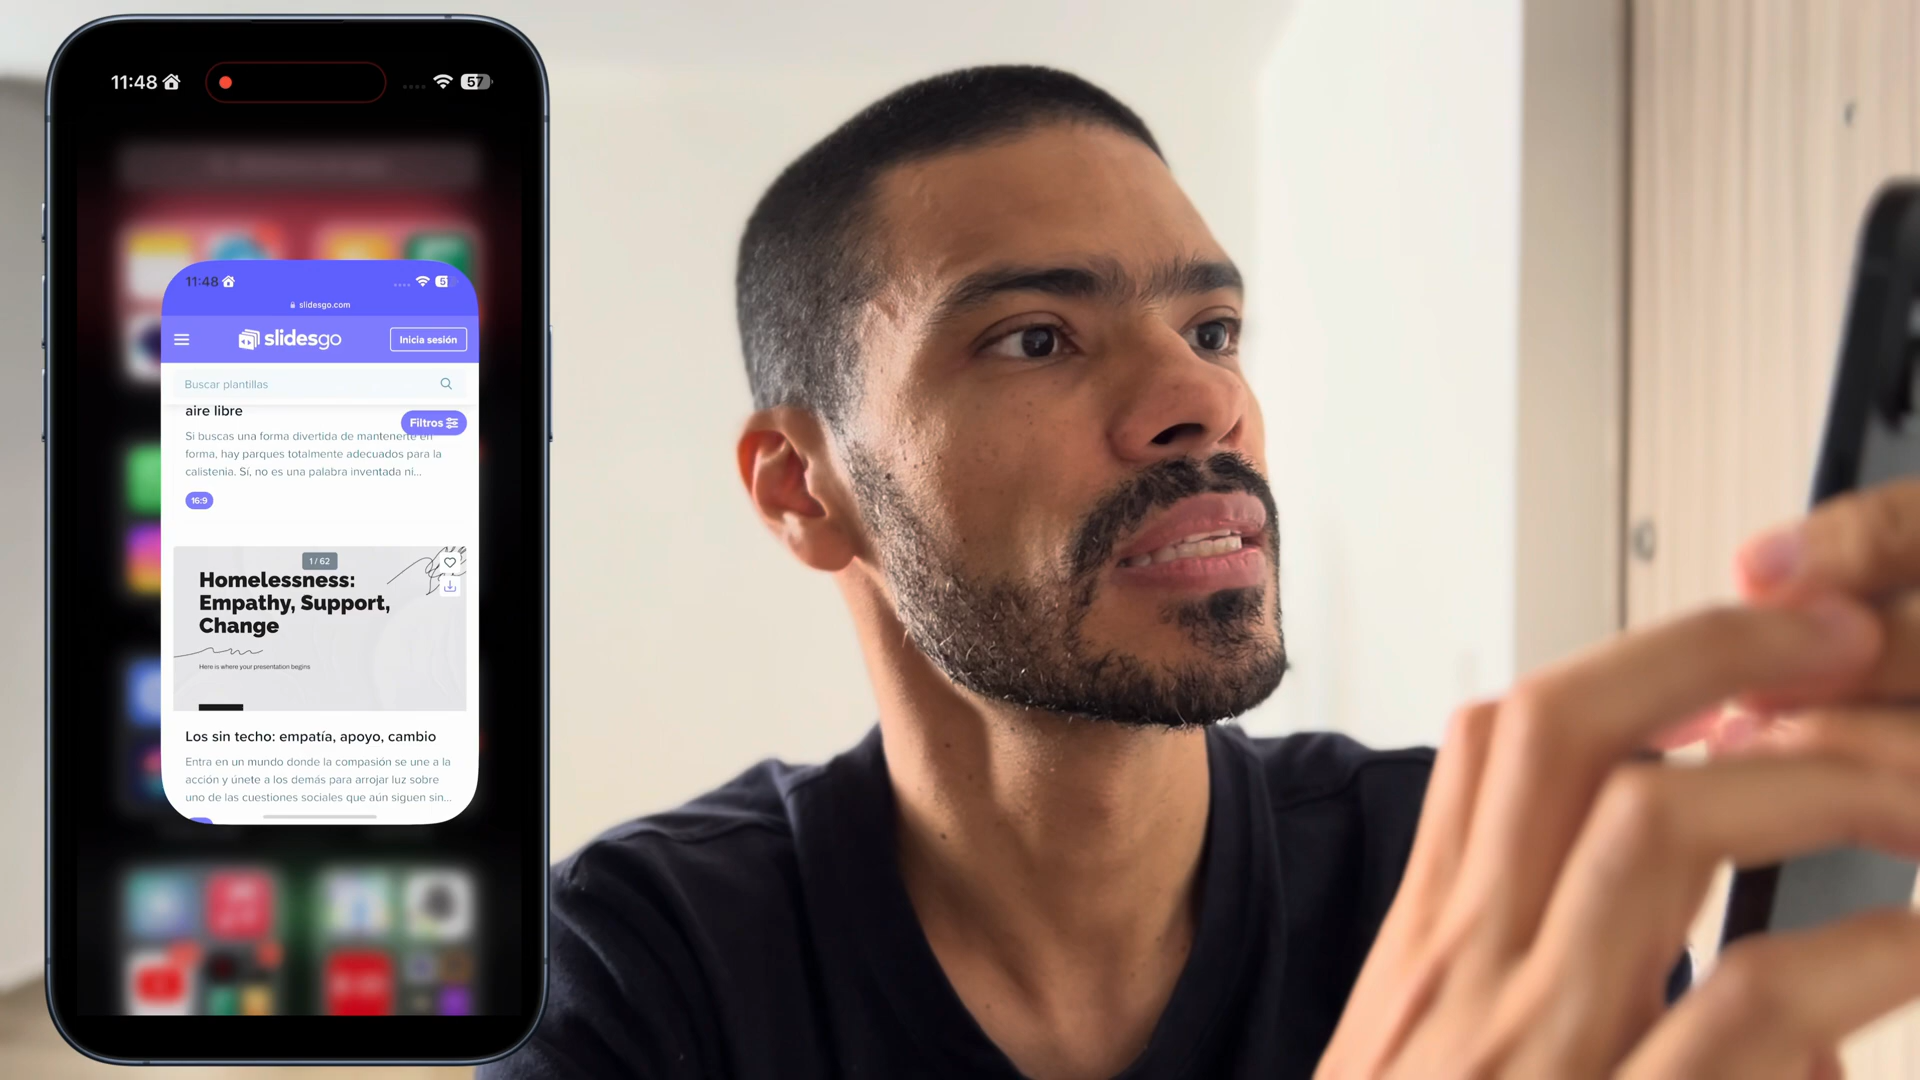 11:48
57
11:48
5
slidesgo.com
slidesgo
Inicia sesión
Buscar plantillas
aire libre
Filtros
Si buscas una forma divertida de mantenerte en
forma, hay parques totalmente adecuados para la
calistenia. Sí, no es una palabra inventada ni...
16:9
1 / 62
Homelessness:
Empathy, Support,
Change
Here is where your presentation begins
Los sin techo: empatía, apoyo, cambio
Entra en un mundo donde la compasión se une a la
acción y únete a los demás para arrojar luz sobre
uno de las cuestiones sociales que aún siguen sin...